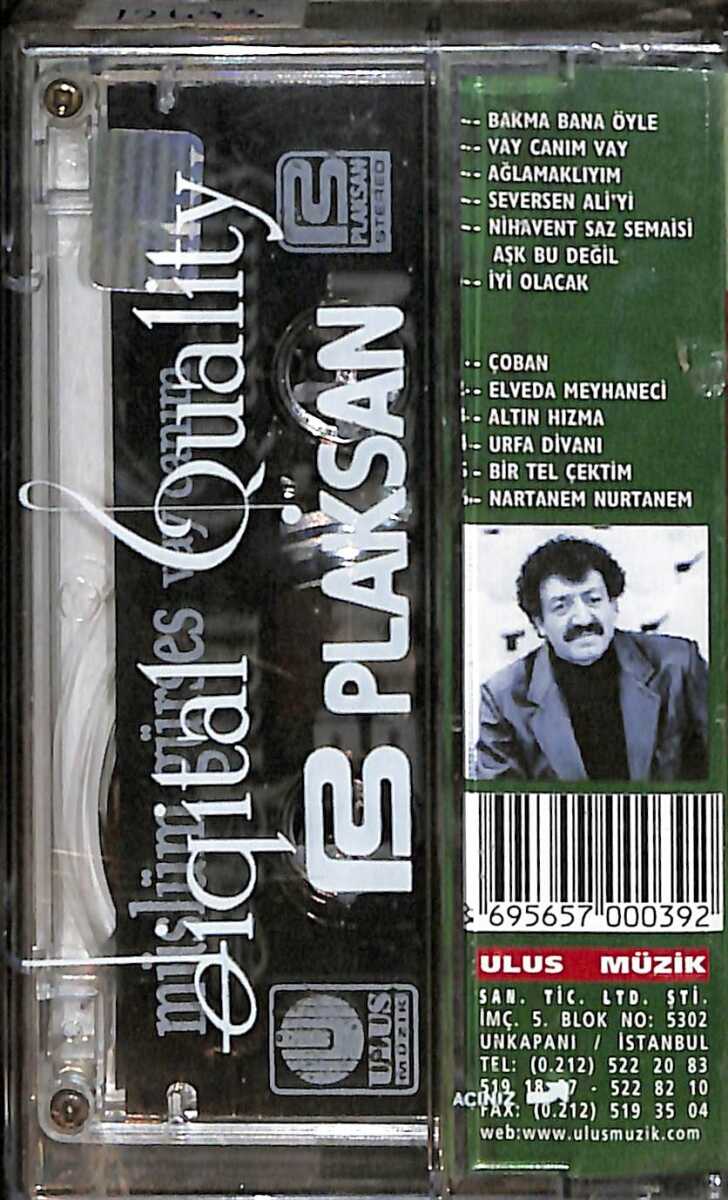 -- BAKMA BANA ÖYLE
-- VAY CANIM VAY
-- AĞLAMAKLIYIM
-- SEVERSEN ALİ'Yİ
-- NİHAVENT SAZ SEMAİSİ
AŞK BU DEĞİL
-- İYİ OLACAK
-- ÇOBAN
-- ELVEDA MEYHANECİ
-- ALTIN HIZMA
-- URFA DİVANI
-- BİR TEL ÇEKTİM
-- NARTANEM NURTANEM
695657 000392
ULUS MÜZİK
SAN. TİC. LTD. ŞTİ.
İMÇ. 5. BLOK NO: 5302
UNKAPANI / İSTANBUL
TEL: (0.212) 522 20 83
519 18 - 522 82 10
AÇINIZ
FAX: (0.212) 519 35 04
web:www.ulusmuzik.com
Digital Quality
müslüm gürses vay canım
PLAKSAN
STEREO
PLAKSAN
ULUS
MÜZİK